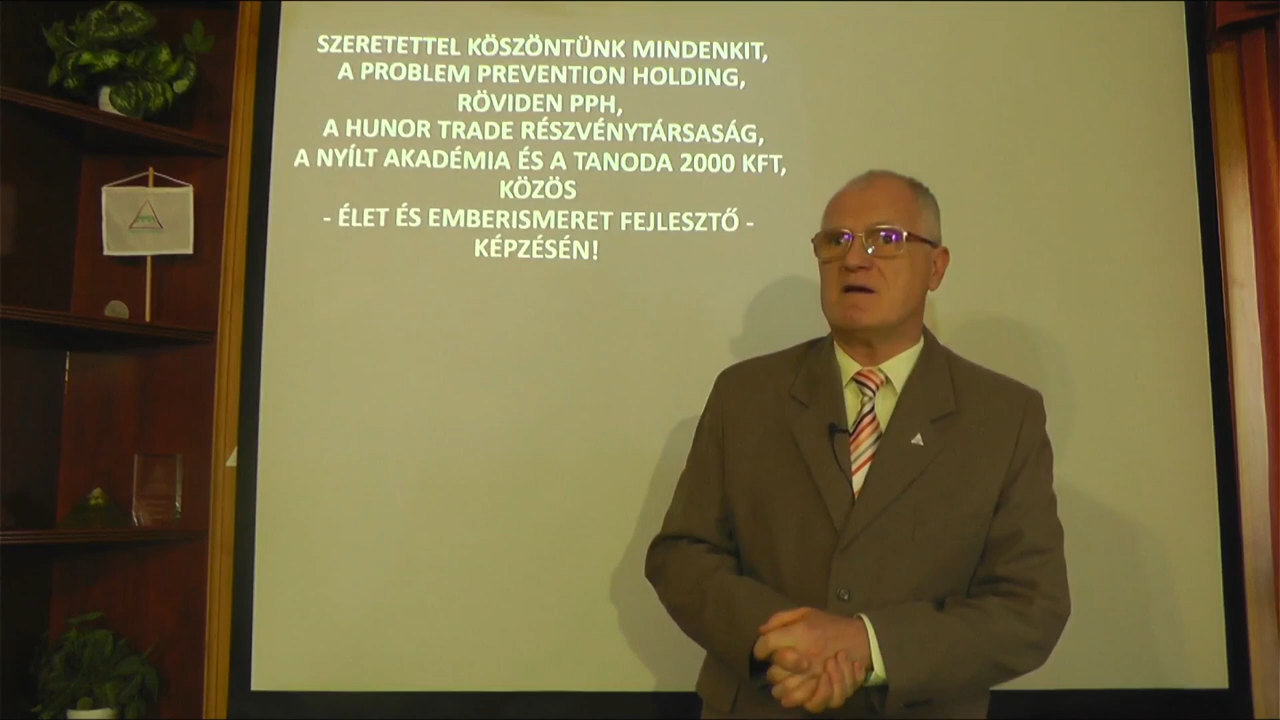 SZERETETTEL KÖSZÖNTÜNK MINDENKIT,
A PROBLEM PREVENTION HOLDING,
RÖVIDEN PPH,
A HUNOR TRADE RÉSZVÉNYTÁRSASÁG,
A NYÍLT AKADÉMIA ÉS A TANODA 2000 KFT,
KÖZÖS
- ÉLET ÉS EMBERISMERET FEJLESZTŐ -
KÉPZÉSÉN!